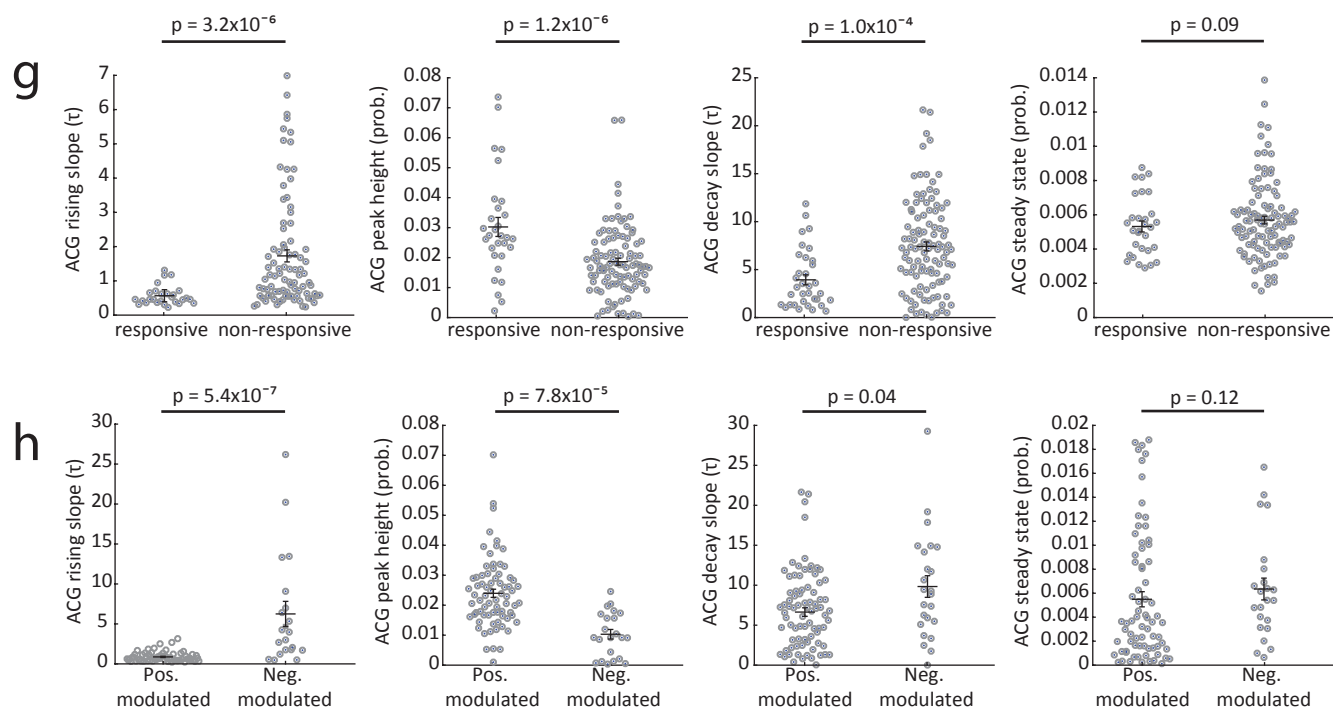 g
p = 3.2x10⁻⁶
ACG rising slope (τ)
7
6
5
4
3
2
1
0
responsive non-responsive
p = 1.2x10⁻⁶
ACG peak height (prob.)
0.08
0.07
0.06
0.05
0.04
0.03
0.02
0.01
0
responsive non-responsive
p = 1.0x10⁻⁴
ACG decay slope (τ)
25
20
15
10
5
0
responsive non-responsive
p = 0.09
ACG steady state (prob.)
0.014
0.012
0.01
0.008
0.006
0.004
0.002
0
responsive non-responsive
h
p = 5.4x10⁻⁷
ACG rising slope (τ)
30
25
20
15
10
5
0
Pos. Neg.
modulated modulated
p = 7.8x10⁻⁵
ACG peak height (prob.)
0.08
0.07
0.06
0.05
0.04
0.03
0.02
0.01
0
Pos. Neg.
modulated modulated
p = 0.04
ACG decay slope (τ)
30
25
20
15
10
5
0
Pos. Neg.
modulated modulated
p = 0.12
ACG steady state (prob.)
0.02
0.018
0.016
0.014
0.012
0.01
0.008
0.006
0.004
0.002
0
Pos. Neg.
modulated modulated